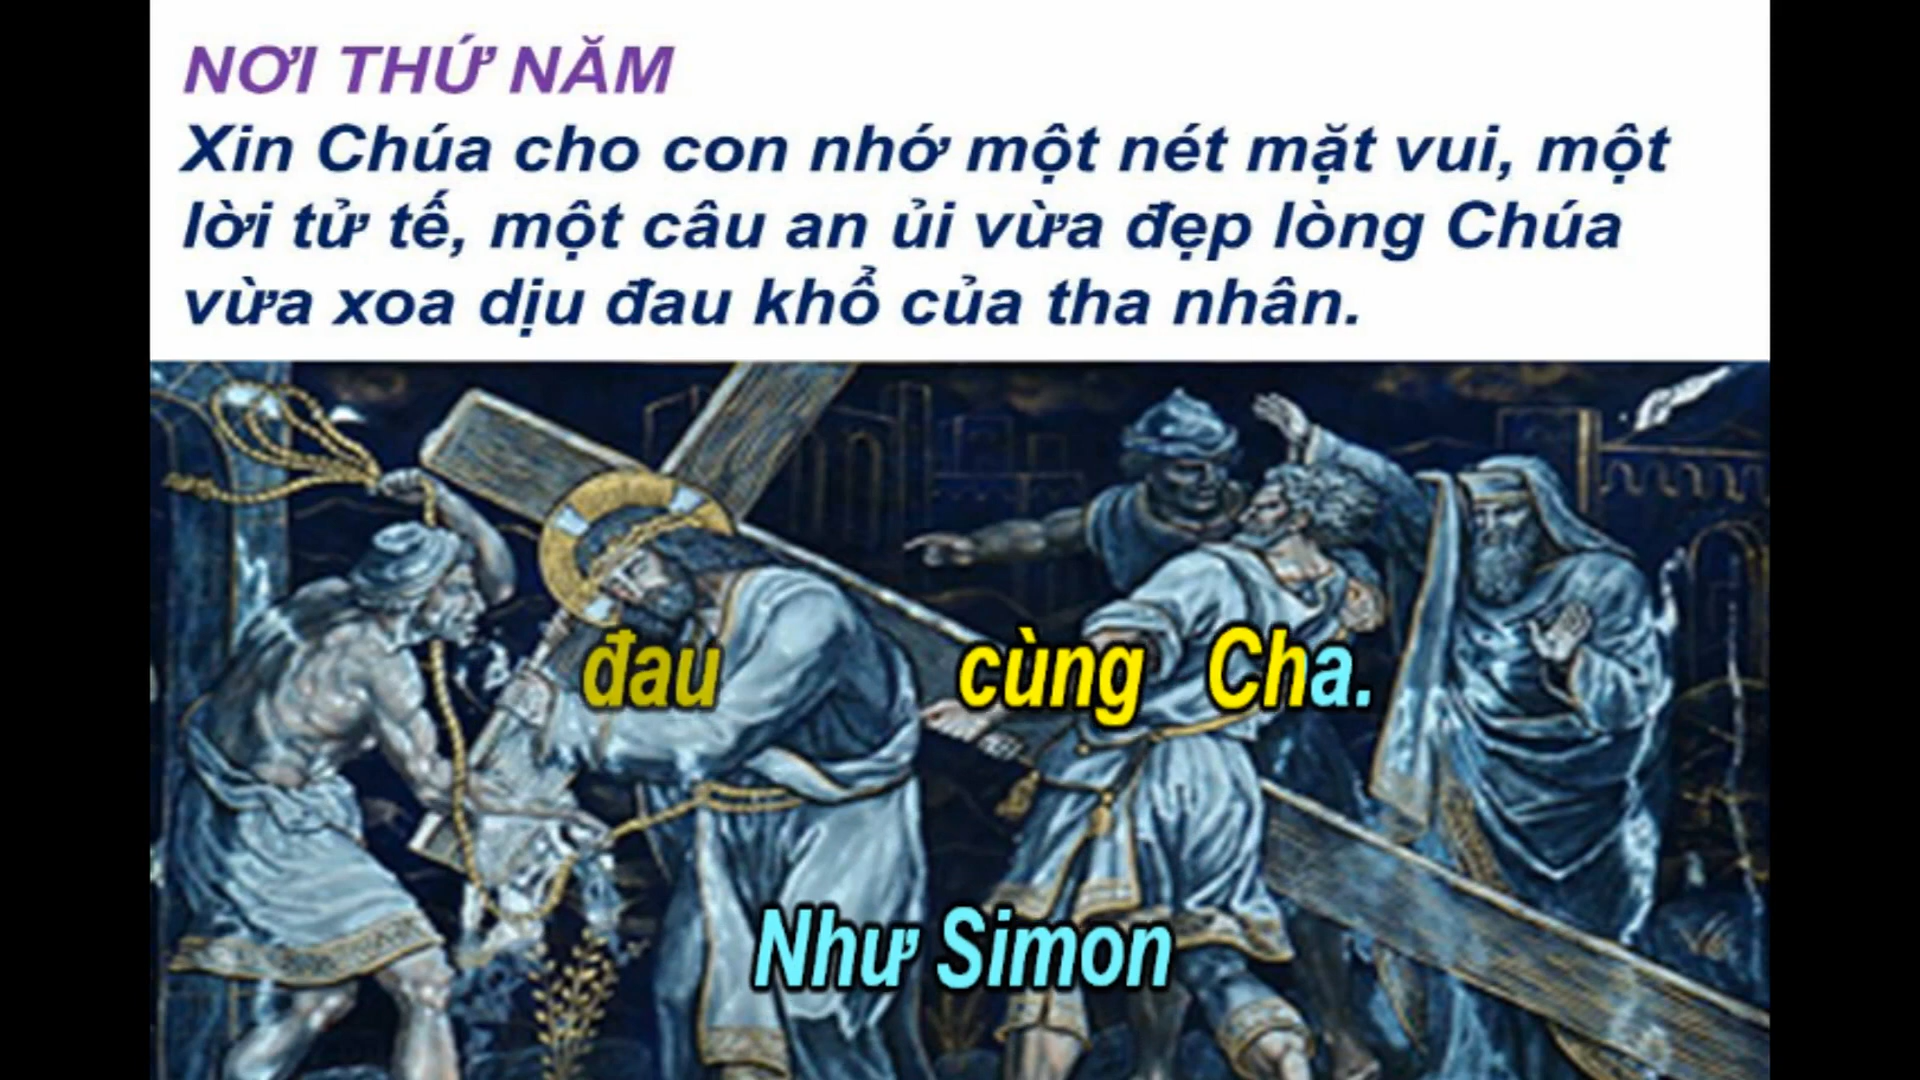 NƠI THỨ NĂM
Xin Chúa cho con nhớ một nét mặt vui, một
lời tử tế, một câu an ủi vừa đẹp lòng Chúa
vừa xoa dịu đau khổ của tha nhân.
đau cùng Cha.
Như Simon